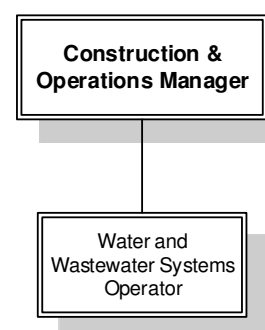 Construction &
Operations Manager
Water and
Wastewater Systems
Operator